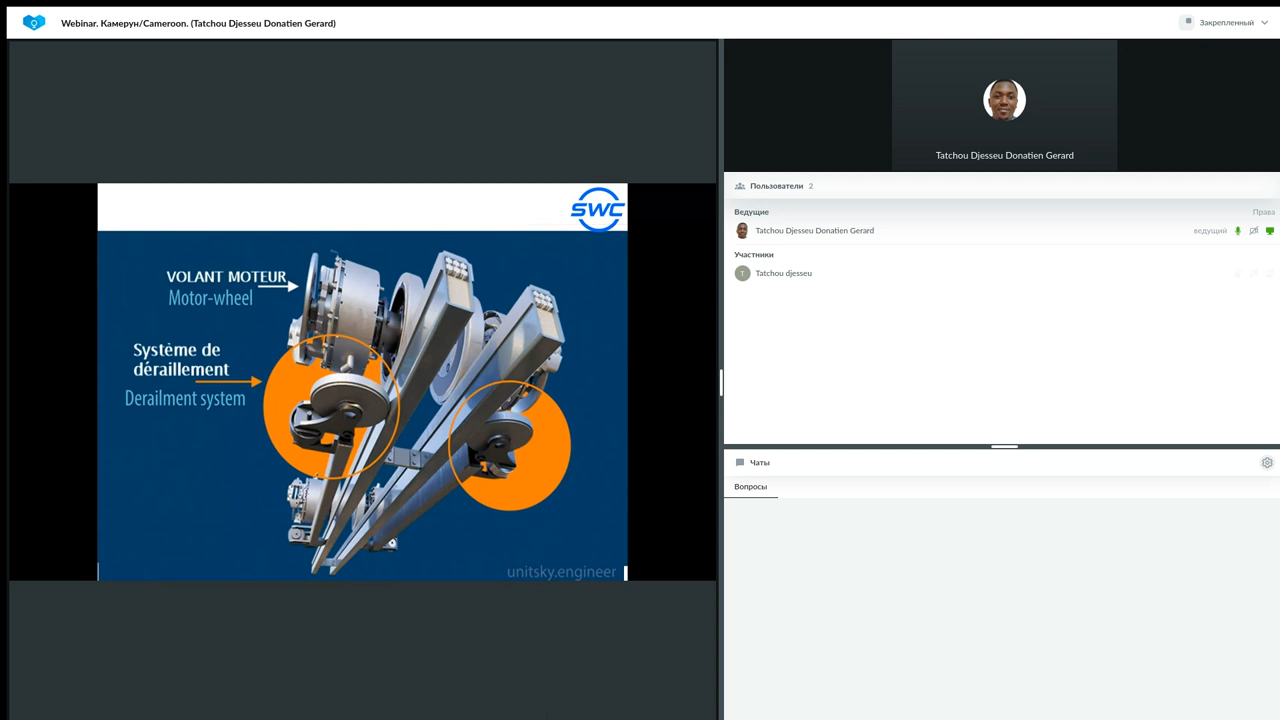 Webinar. Камерун/Cameroon. (Tatchou Djesseu Donatien Gerard)
Закрепленный
SWC
VOLANT MOTEUR
Motor-wheel
Système de
déraillement
Derailment system
unitsky.engineer
Tatchou Djesseu Donatien Gerard
Пользователи 2
Ведущие Права
Tatchou Djesseu Donatien Gerard ведущий
Участники
T Tatchou djesseu
Чаты
Вопросы